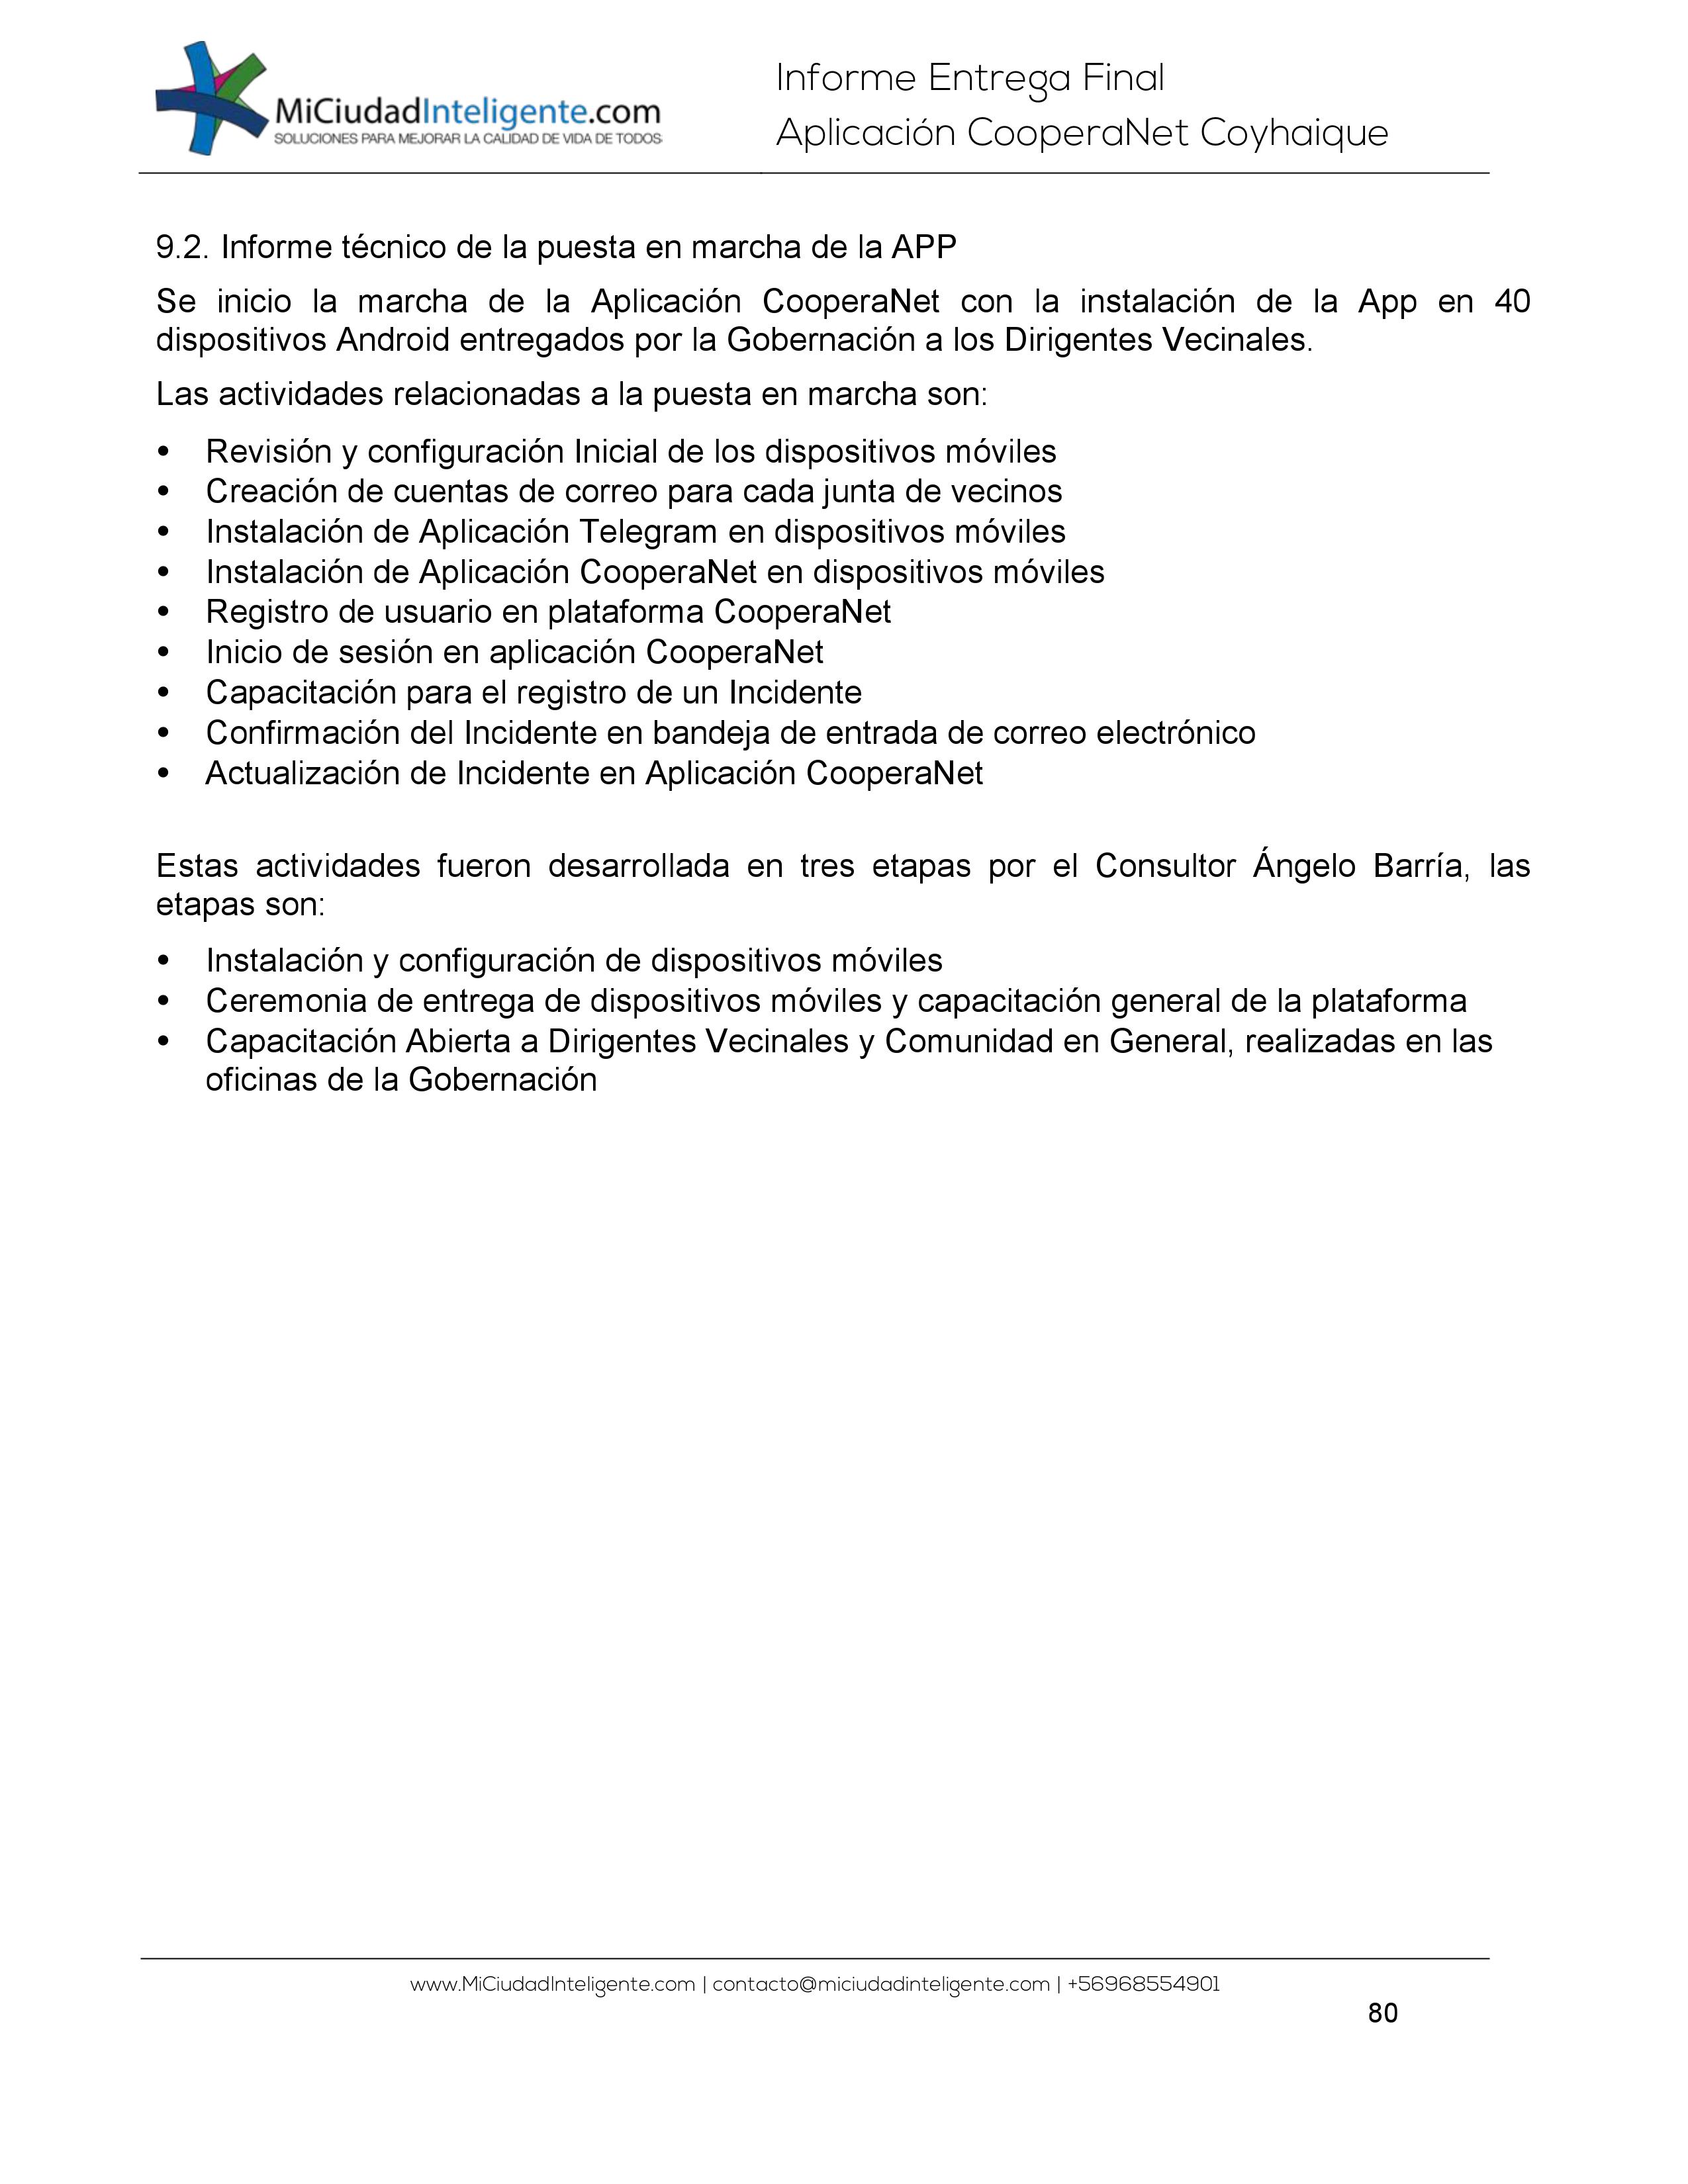 MiCiudadInteligente.com
SOLUCIONES PARA MEJORAR LA CALIDAD DE VIDA DE TODOS
Informe Entrega Final
Aplicación CooperaNet Coyhaique
9.2. Informe técnico de la puesta en marcha de la APP
Se inicio la marcha de la Aplicación CooperaNet con la instalación de la App en 40
dispositivos Android entregados por la Gobernación a los Dirigentes Vecinales.
Las actividades relacionadas a la puesta en marcha son:
• Revisión y configuración Inicial de los dispositivos móviles
• Creación de cuentas de correo para cada junta de vecinos
• Instalación de Aplicación Telegram en dispositivos móviles
• Instalación de Aplicación CooperaNet en dispositivos móviles
• Registro de usuario en plataforma CooperaNet
• Inicio de sesión en aplicación CooperaNet
• Capacitación para el registro de un Incidente
• Confirmación del Incidente en bandeja de entrada de correo electrónico
• Actualización de Incidente en Aplicación CooperaNet
Estas actividades fueron desarrollada en tres etapas por el Consultor Ángelo Barría, las
etapas son:
• Instalación y configuración de dispositivos móviles
• Ceremonia de entrega de dispositivos móviles y capacitación general de la plataforma
• Capacitación Abierta a Dirigentes Vecinales y Comunidad en General, realizadas en las
oficinas de la Gobernación
www.MiCiudadInteligente.com | contacto@miciudadinteligente.com | +56968554901
80